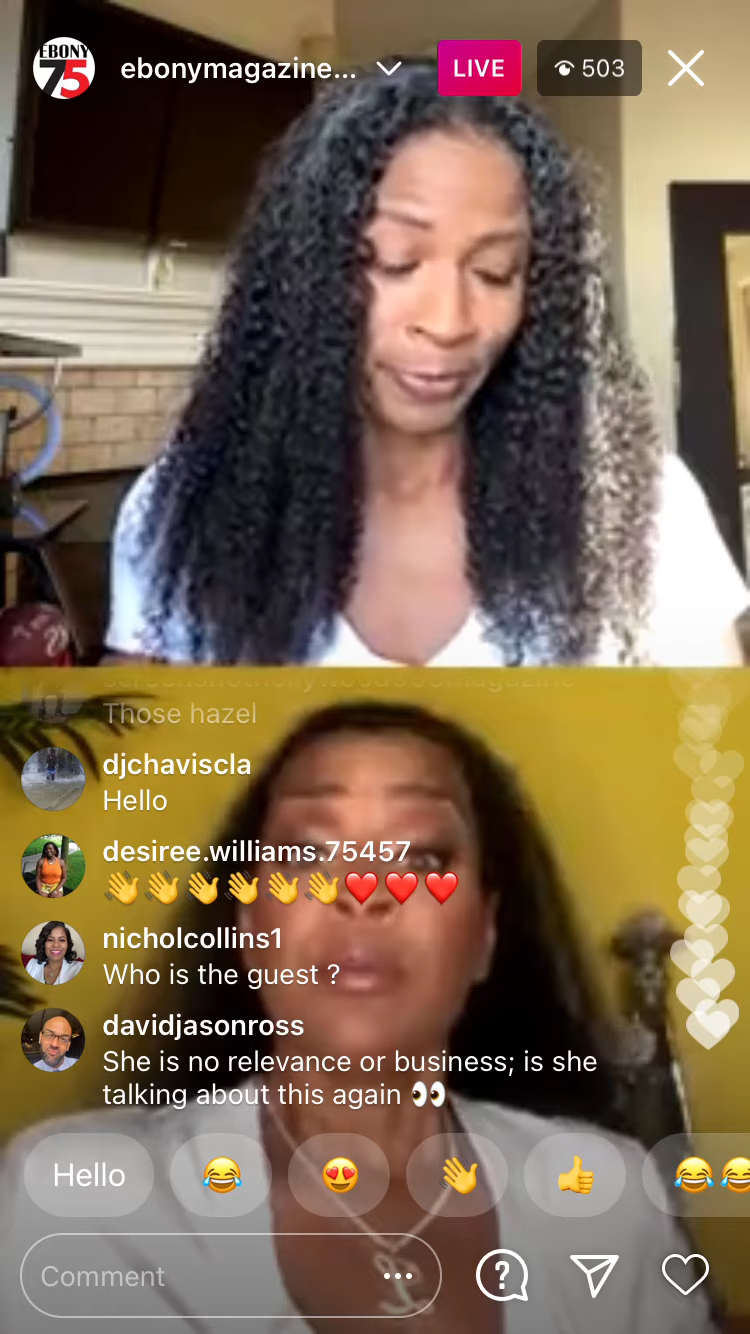 EBONY
75
ebonymagazine...
LIVE
503
Those hazel
djchaviscla
Hello
desiree.williams.75457
👋👋👋👋👋👋❤️❤️❤️
nicholcollins1
Who is the guest ?
davidjasonross
She is no relevance or business; is she
talking about this again 👀
Hello
Comment